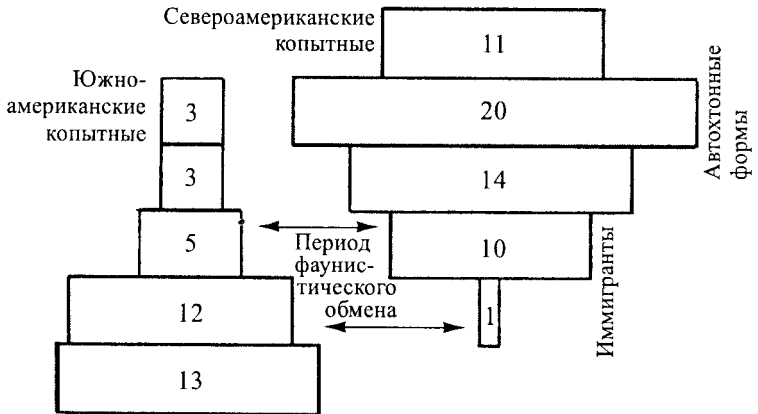 Североамериканские
копытные
11
Южно-
американские
копытные
3
20
3
14
5
10
Период
фаунис-
тического
обмена
12
1
13
Автохтонные
формы
Иммигранты